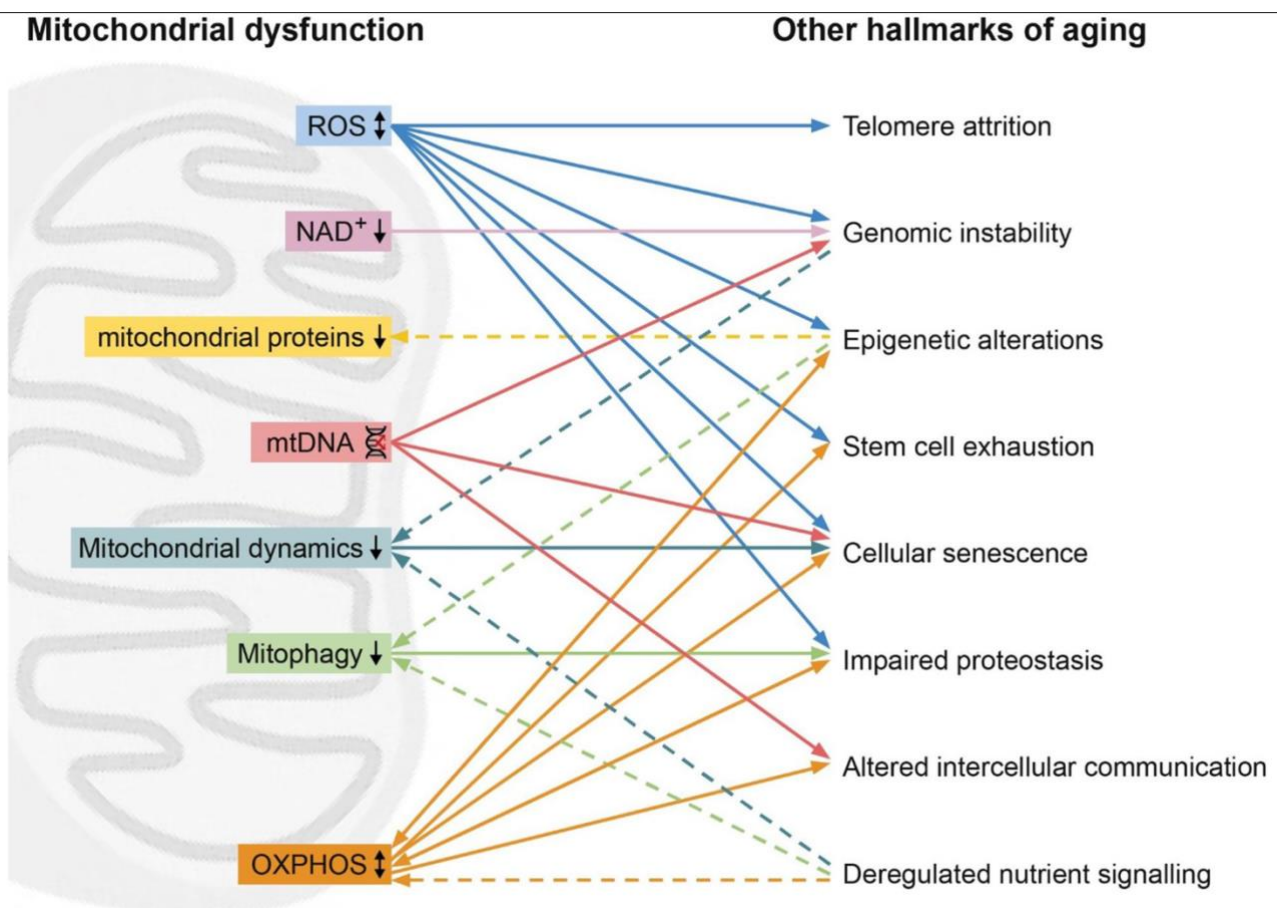 Mitochondrial dysfunction
Other hallmarks of aging
ROS ↕
Telomere attrition
NAD⁺ ↓
Genomic instability
mitochondrial proteins ↓
Epigenetic alterations
mtDNA
Stem cell exhaustion
Mitochondrial dynamics ↓
Cellular senescence
Mitophagy ↓
Impaired proteostasis
Altered intercellular communication
OXPHOS ↕
Deregulated nutrient signalling